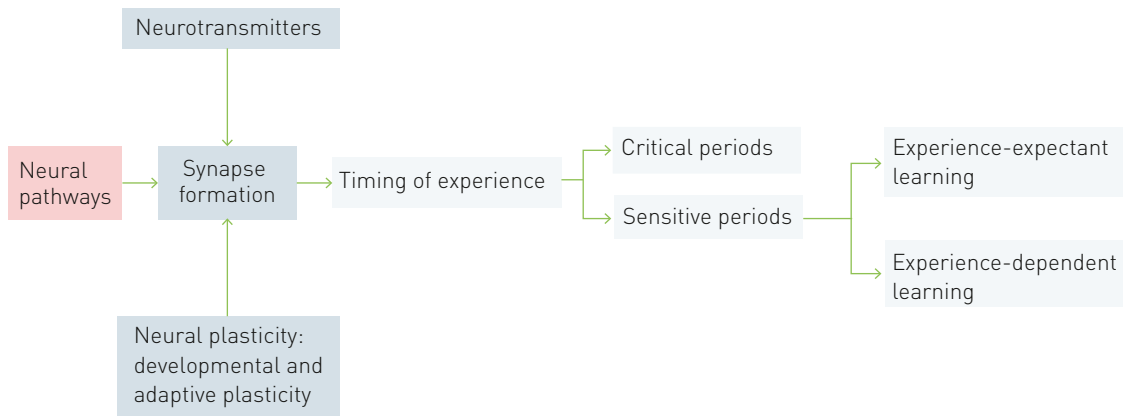 Neurotransmitters
Neural
pathways
Synapse
formation
Timing of experience
Critical periods
Sensitive periods
Experience-expectant
learning
Experience-dependent
learning
Neural plasticity:
developmental and
adaptive plasticity